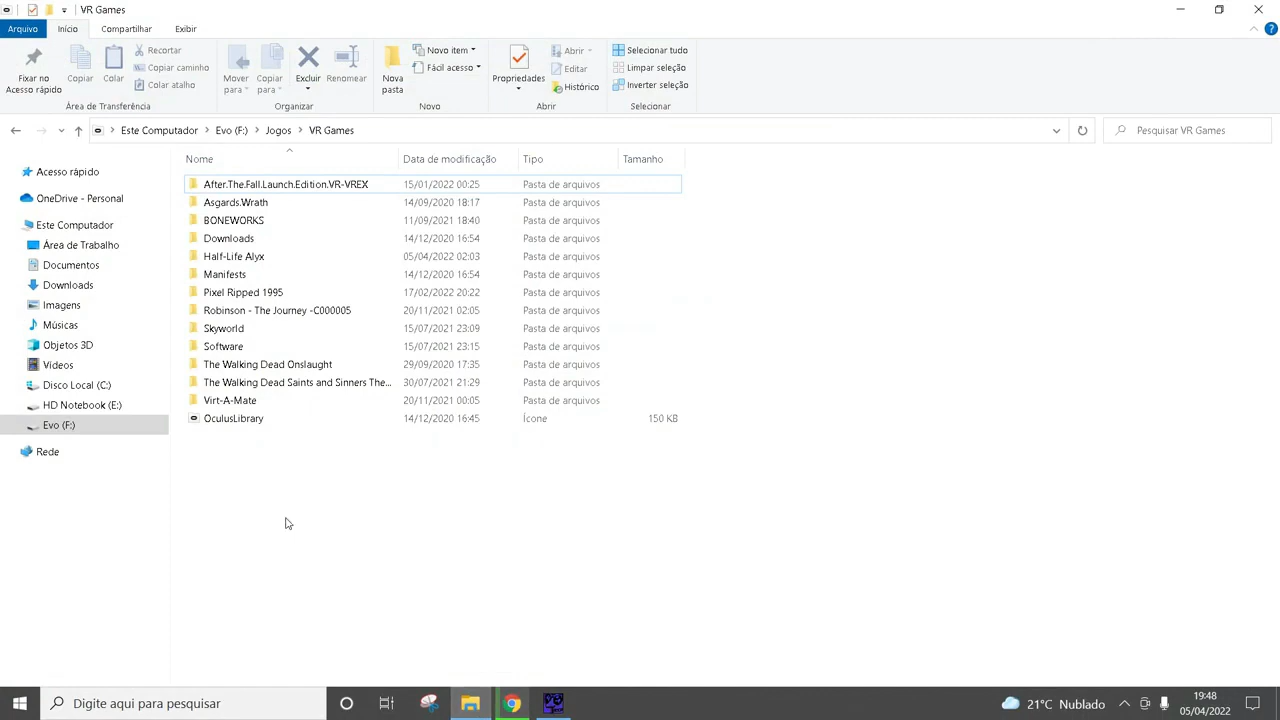 VR Games
Arquivo Início Compartilhar Exibir
Fixar no Acesso rápido
Copiar
Colar
Recortar
Copiar caminho
Colar atalho
Área de Transferência
Mover para
Copiar para
Excluir
Renomear
Organizar
Nova pasta
Novo item
Fácil acesso
Novo
Propriedades
Abrir
Editar
Histórico
Abrir
Selecionar tudo
Limpar seleção
Inverter seleção
Selecionar
Este Computador Evo (F:) Jogos VR Games
Pesquisar VR Games
Acesso rápido
OneDrive - Personal
Este Computador
Área de Trabalho
Documentos
Downloads
Imagens
Músicas
Objetos 3D
Vídeos
Disco Local (C:)
HD Notebook (E:)
Evo (F:)
Rede
Nome Data de modificação Tipo Tamanho
After.The.Fall.Launch.Edition.VR-VREX 15/01/2022 00:25 Pasta de arquivos
Asgards.Wrath 14/09/2020 18:17 Pasta de arquivos
BONEWORKS 11/09/2021 18:40 Pasta de arquivos
Downloads 14/12/2020 16:54 Pasta de arquivos
Half-Life Alyx 05/04/2022 02:03 Pasta de arquivos
Manifests 14/12/2020 16:54 Pasta de arquivos
Pixel Ripped 1995 17/02/2022 20:22 Pasta de arquivos
Robinson - The Journey -C000005 20/11/2021 02:05 Pasta de arquivos
Skyworld 15/07/2021 23:09 Pasta de arquivos
Software 15/07/2021 23:15 Pasta de arquivos
The Walking Dead Onslaught 29/09/2020 17:35 Pasta de arquivos
The Walking Dead Saints and Sinners The... 30/07/2021 21:29 Pasta de arquivos
Virt-A-Mate 20/11/2021 00:05 Pasta de arquivos
OculusLibrary 14/12/2020 16:45 Ícone 150 KB
Digite aqui para pesquisar
21°C Nublado
19:48
05/04/2022